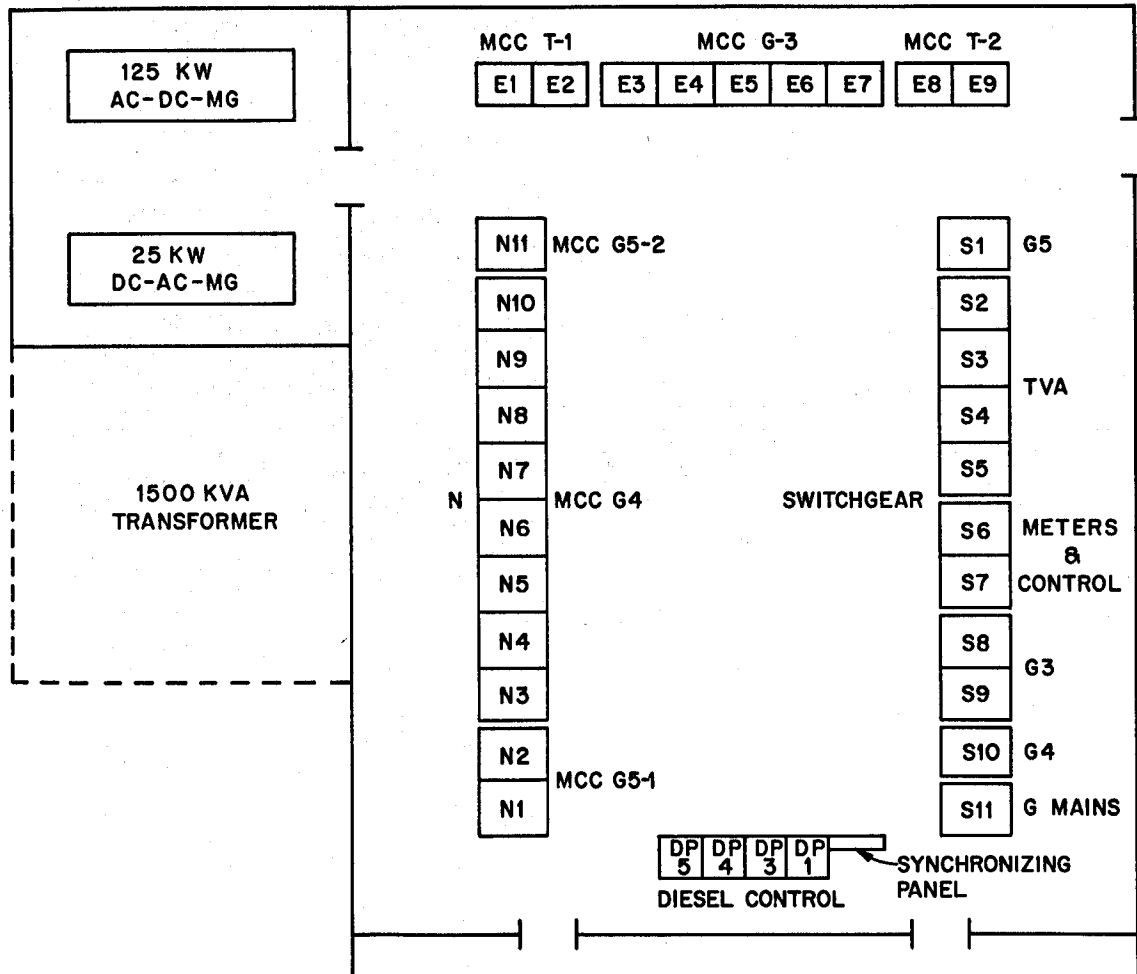 125 KW
AC-DC-MG
25 KW
DC-AC-MG
1500 KVA
TRANSFORMER
MCC T-1
E1 E2
MCC G-3
E3 E4 E5 E6 E7
MCC T-2
E8 E9
N11 MCC G5-2
N10
N9
N8
N7
N MCC G4
N6
N5
N4
N3
N2
MCC G5-1
N1
SWITCHGEAR
S1 G5
S2
S3
TVA
S4
S5
S6 METERS
&
S7 CONTROL
S8
G3
S9
S10 G4
S11 G MAINS
DP 5
DP 4
DP 3
DP 1
DIESEL CONTROL
SYNCHRONIZING
PANEL